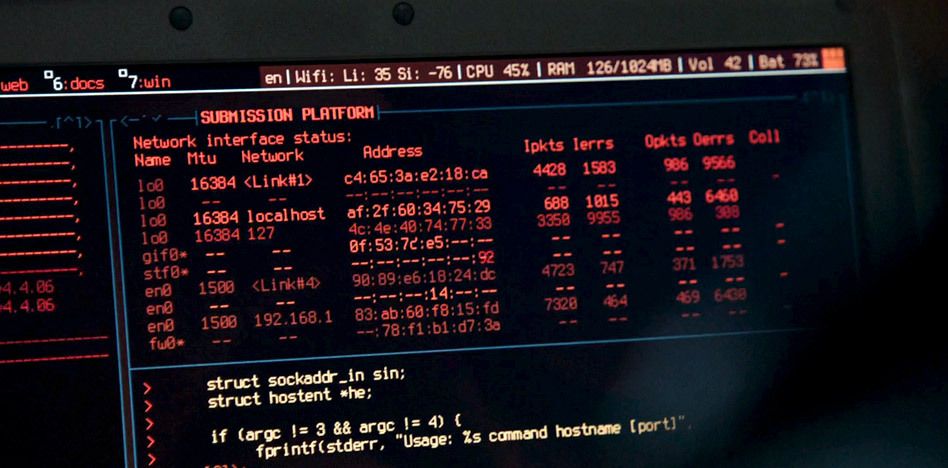 web 6:docs 7:win en|Wifi: Li: 35 Si: -76|CPU 45%|RAM 126/1024MB|Vol 42|Bat 73%
SUBMISSION PLATFORM
Network interface status:
Name Mtu Network Address Ipkts Ierrs Opkts Oerrs Coll
lo0 16384 <Link#1> c4:65:3a:e2:18:ca 4428 1583 986 9566 -
lo0 -- -- --:--:--:--:--:-- -- -- -- --
lo0 16384 localhost af:2f:60:34:75:29 688 1015 443 6460
lo0 16384 127 4c:4e:40:74:77:33 3350 9955 986 308 -
gif0* -- -- 0f:53:7c:e5:--:-- -- -- -- -- -
stf0* -- -- --:--:--:--:--:92 -- -- -- --
en0 1500 <Link#4> 90:89:e6:18:24:dc 4723 747 371 1753 -
en0 -- -- --:--:--:14:--:-- -- -- -- --
en0 1500 192.168.1 83:ab:60:f8:15:fd 7320 464 469 6430 -
fw0* -- -- --:78:f1:b1:d7:3a -- -- -- --
4.4.06
4.4.06
> struct sockaddr_in sin;
> struct hostent *he;
>
> if (argc != 3 && argc != 4) {
> fprintf(stderr, "Usage: %s command hostname [port]"